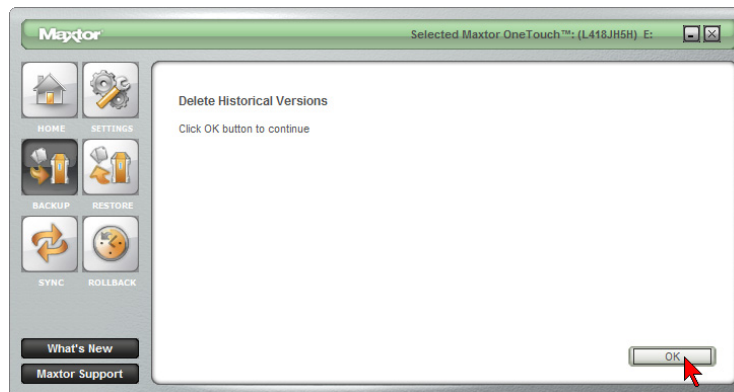 Maxtor
Selected Maxtor OneTouch™: (L418JH5H) E:
HOME SETTINGS
BACKUP RESTORE
SYNC ROLLBACK
What's New
Maxtor Support
Delete Historical Versions
Click OK button to continue
OK